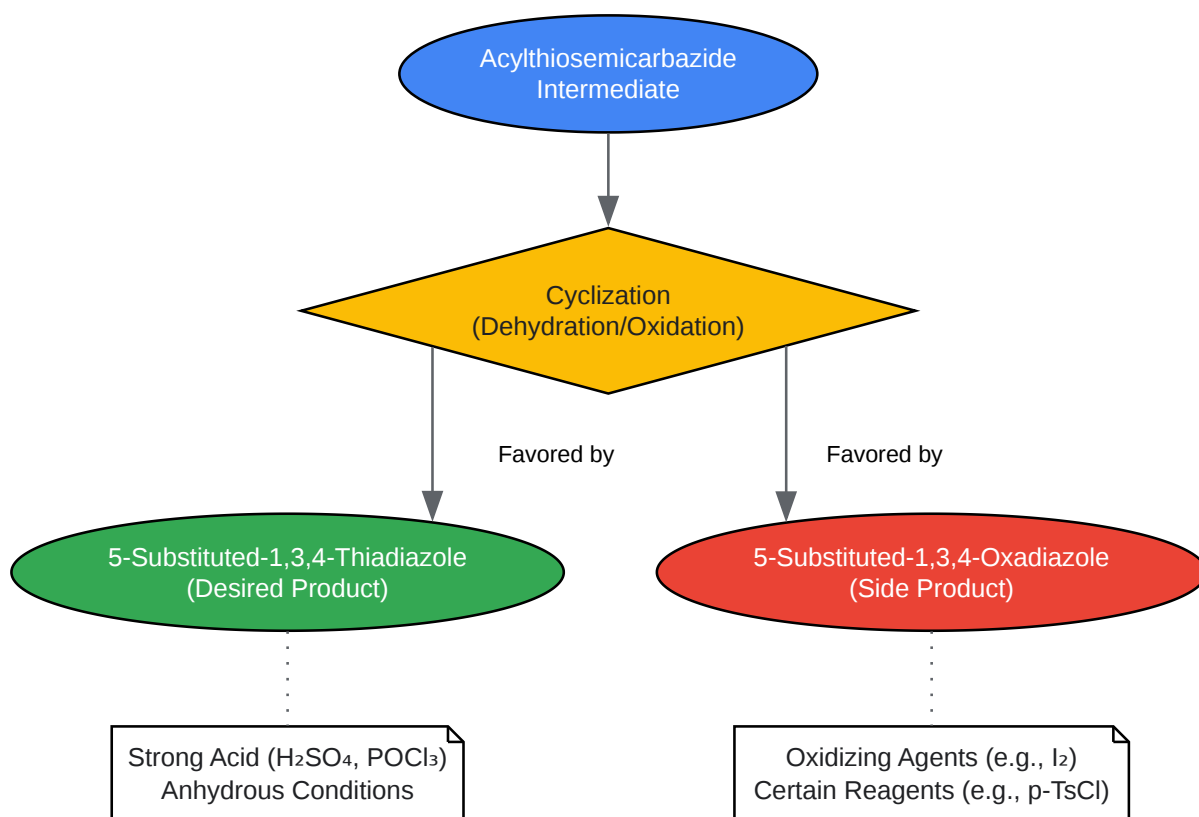 Acylthiosemicarbazide
Intermediate
Cyclization
(Dehydration/Oxidation)
Favored by
Favored by
5-Substituted-1,3,4-Thiadiazole
(Desired Product)
5-Substituted-1,3,4-Oxadiazole
(Side Product)
Strong Acid (H₂SO₄, POCl₃)
Anhydrous Conditions
Oxidizing Agents (e.g., I₂)
Certain Reagents (e.g., p-TsCl)